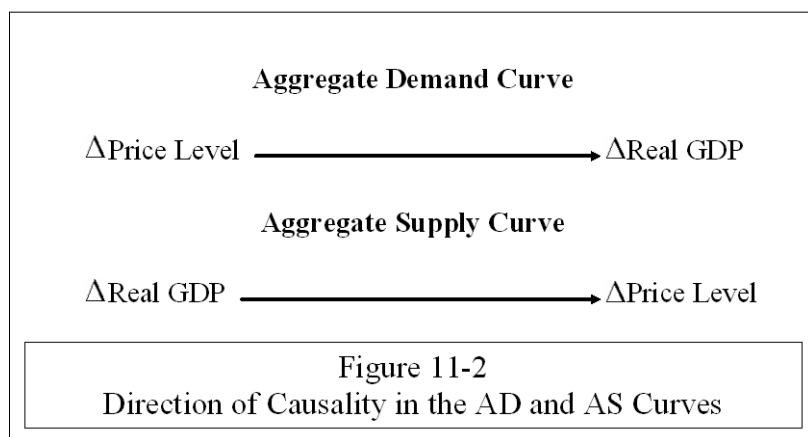 Aggregate Demand Curve
ΔPrice Level ΔReal GDP
Aggregate Supply Curve
ΔReal GDP ΔPrice Level
Figure 11-2
Direction of Causality in the AD and AS Curves